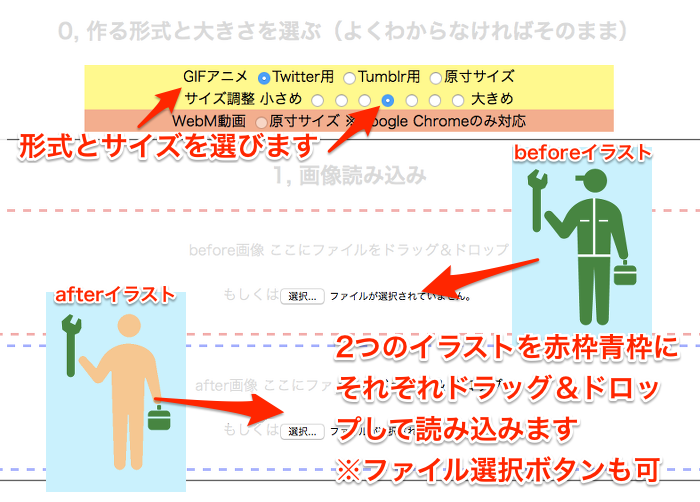 0, 作る形式と大きさを選ぶ（よくわからなければそのまま）
GIFアニメ Twitter用 Tumblr用 原寸サイズ
サイズ調整 小さめ 大きめ
WebM動画 原寸サイズ ※ oogle Chromeのみ対応
形式とサイズを選びます
beforeイラスト
1, 画像読み込み
before画像 ここにファイルをドラッグ＆ドロップ
もしくは 選択... ファイルが選択されていません。
afterイラスト
2つのイラストを赤枠青枠に
それぞれドラッグ＆ドロッ
プして読み込みます
※ファイル選択ボタンも可
after画像 ここにファ
もしくは 選択...